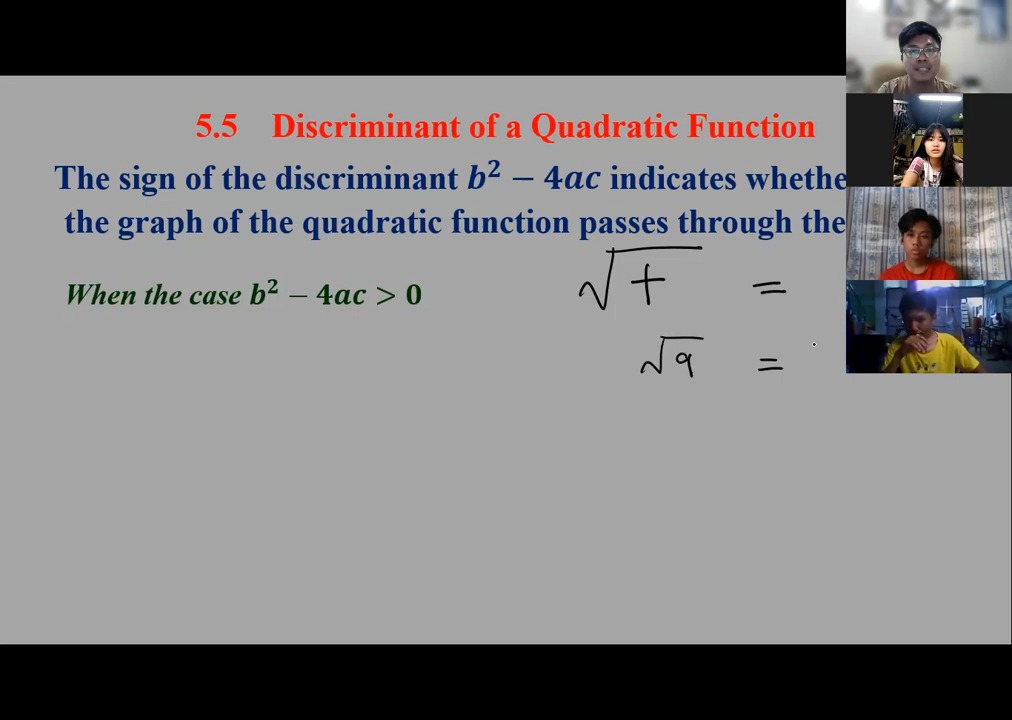 5.5 Discriminant of a Quadratic Function
The sign of the discriminant b² − 4ac indicates
the graph of the quadratic function passes through the
When the case b² − 4ac > 0
√+ =
√9 =